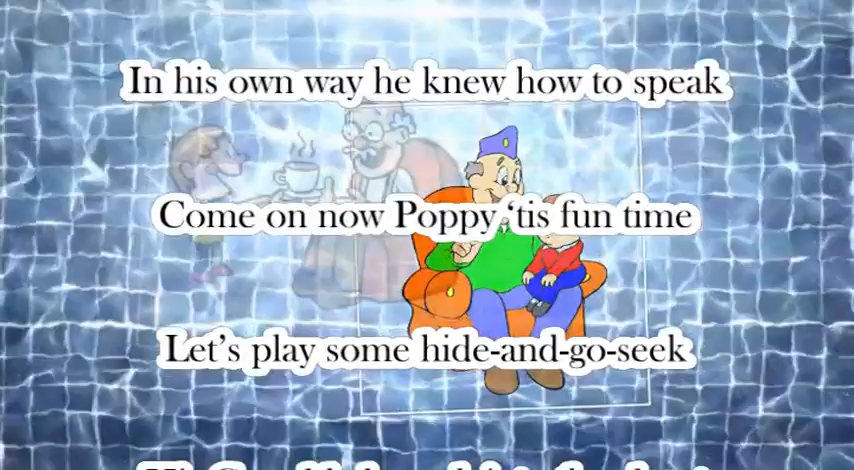 In his own way he knew how to speak
Come on now Poppy ‘tis fun time
Let’s play some hide-and-go-seek